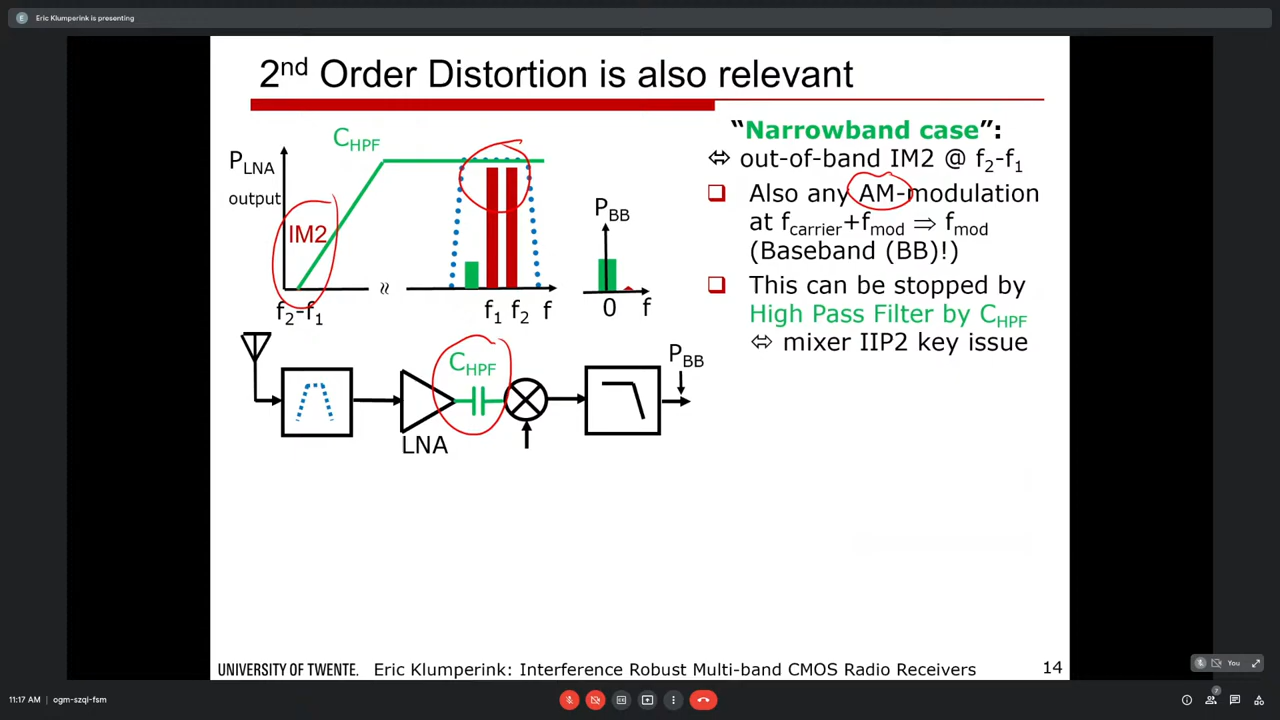 Eric Klumperink is presenting
2nd Order Distortion is also relevant
CHPF
PLNA
output
IM2
f2-f1
f1 f2 f
PBB
0 f
“Narrowband case”:
⇔ out-of-band IM2 @ f2-f1
❑ Also any AM-modulation
at fcarrier+fmod ⇒ fmod
(Baseband (BB)!)
❑ This can be stopped by
High Pass Filter by CHPF
⇔ mixer IIP2 key issue
CHPF
LNA
PBB
UNIVERSITY OF TWENTE. Eric Klumperink: Interference Robust Multi-band CMOS Radio Receivers 14
You
11:17 AM ogm-szqi-fsm
7